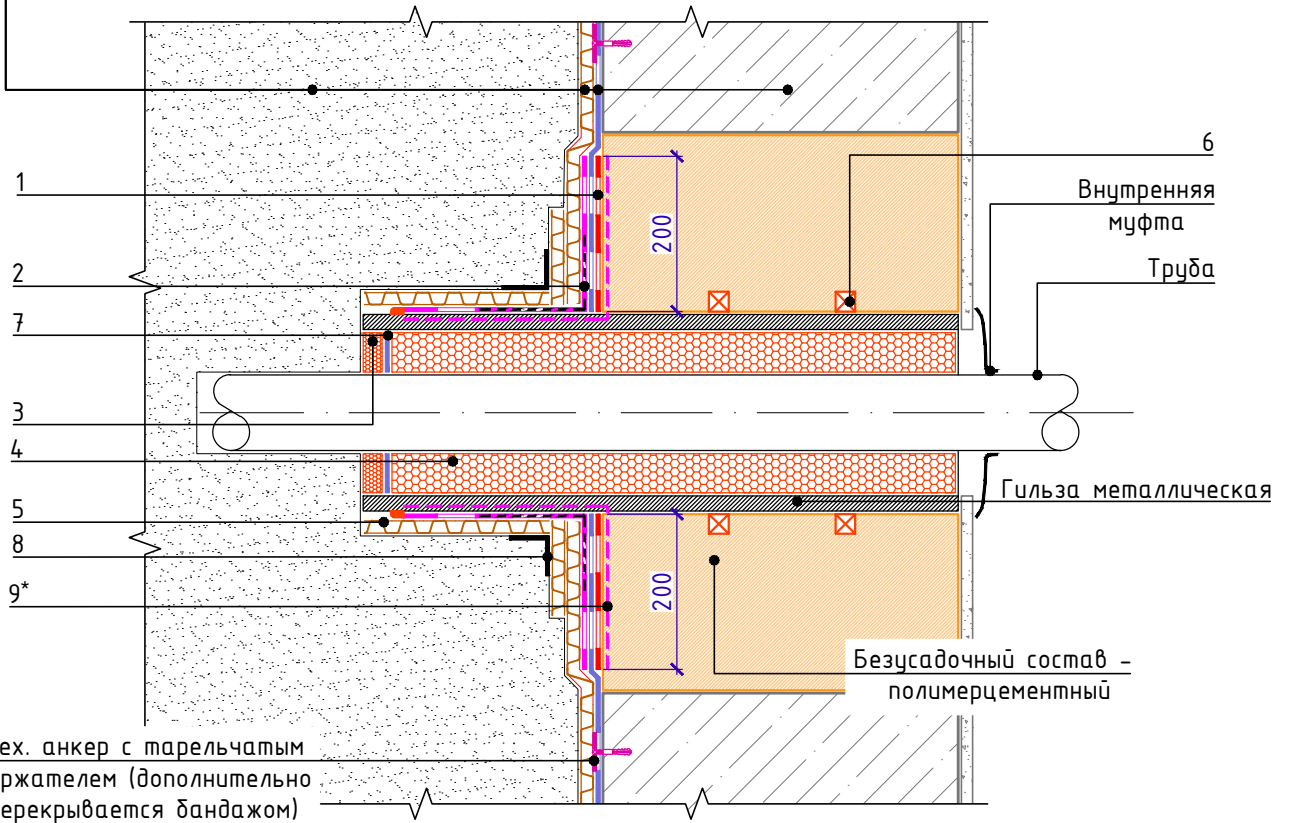 6
1
Внутренняя
муфта
200
2
Труба
7
3
4
Гильза металлическая
5
8
9*
200
Безусадочный состав -
полимерцементный
ех. анкер с тарельчатым
ржателем (дополнительно
ерекрывается бандажом)